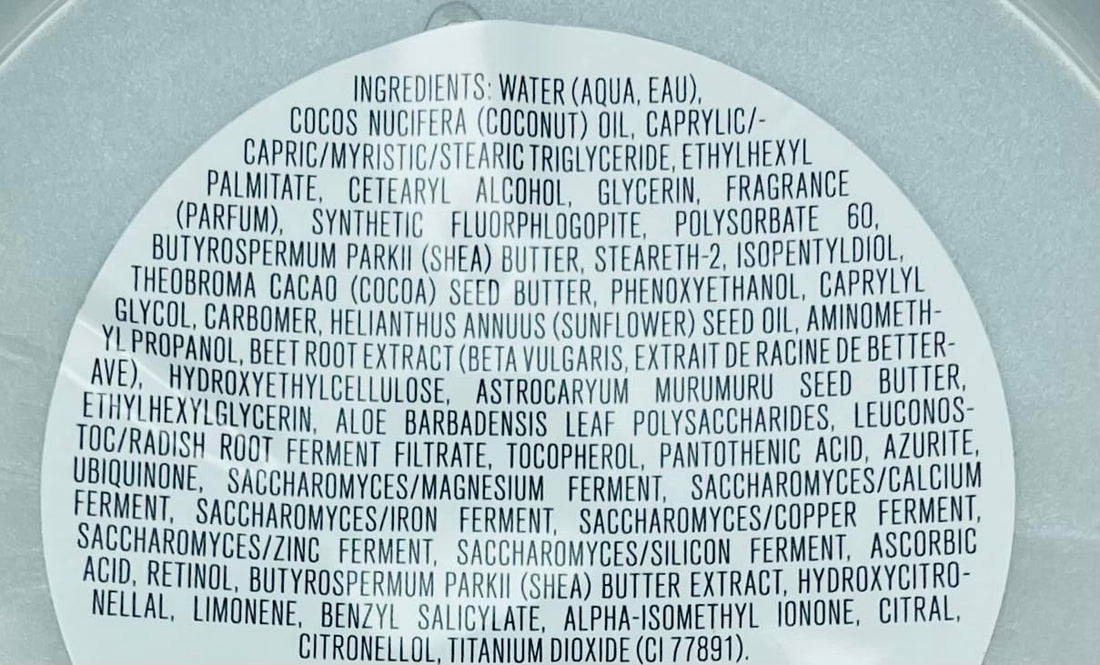 INGREDIENTS: WATER (AQUA, EAU),
COCOS NUCIFERA (COCONUT) OIL, CAPRYLIC/-
CAPRIC/MYRISTIC/STEARIC TRIGLYCERIDE, ETHYLHEXYL
PALMITATE, CETEARYL ALCOHOL, GLYCERIN, FRAGRANCE
(PARFUM), SYNTHETIC FLUORPHLOGOPITE, POLYSORBATE 60,
BUTYROSPERMUM PARKII (SHEA) BUTTER, STEARETH-2, ISOPENTYLDIOL,
THEOBROMA CACAO (COCOA) SEED BUTTER, PHENOXYETHANOL, CAPRYLYL
GLYCOL, CARBOMER, HELIANTHUS ANNUUS (SUNFLOWER) SEED OIL, AMINOMETH-
YL PROPANOL, BEET ROOT EXTRACT (BETA VULGARIS, EXTRAIT DE RACINE DE BETTER-
AVE), HYDROXYETHYLCELLULOSE, ASTROCARYUM MURUMURU SEED BUTTER,
ETHYLHEXYLGLYCERIN, ALOE BARBADENSIS LEAF POLYSACCHARIDES, LEUCONOS-
TOC/RADISH ROOT FERMENT FILTRATE, TOCOPHEROL, PANTOTHENIC ACID, AZURITE,
UBIQUINONE, SACCHAROMYCES/MAGNESIUM FERMENT, SACCHAROMYCES/CALCIUM
FERMENT, SACCHAROMYCES/IRON FERMENT, SACCHAROMYCES/COPPER FERMENT,
SACCHAROMYCES/ZINC FERMENT, SACCHAROMYCES/SILICON FERMENT, ASCORBIC
ACID, RETINOL, BUTYROSPERMUM PARKII (SHEA) BUTTER EXTRACT, HYDROXYCITRO-
NELLAL, LIMONENE, BENZYL SALICYLATE, ALPHA-ISOMETHYL IONONE, CITRAL,
CITRONELLOL, TITANIUM DIOXIDE (CI 77891).